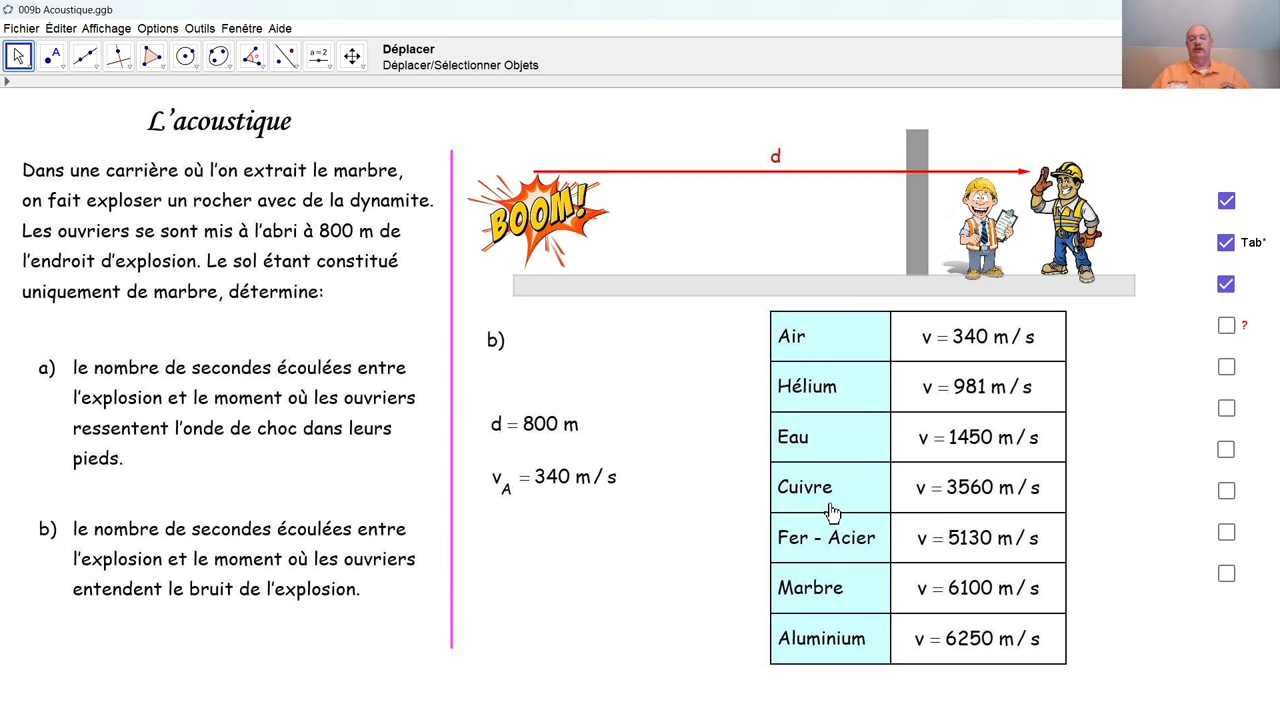 009b Acoustique.ggb
Fichier Éditer Affichage Options Outils Fenêtre Aide
a=2
Déplacer
Déplacer/Sélectionner Objets
L'acoustique
Dans une carrière où l'on extrait le marbre,
on fait exploser un rocher avec de la dynamite.
Les ouvriers se sont mis à l'abri à 800 m de
l'endroit d'explosion. Le sol étant constitué
uniquement de marbre, détermine:
a) le nombre de secondes écoulées entre
l'explosion et le moment où les ouvriers
ressentent l'onde de choc dans leurs
pieds.
b) le nombre de secondes écoulées entre
l'explosion et le moment où les ouvriers
entendent le bruit de l'explosion.
d
BOOM!
b)
d = 800 m
v_A = 340 m / s
Air v = 340 m / s
Hélium v = 981 m / s
Eau v = 1450 m / s
Cuivre v = 3560 m / s
Fer - Acier v = 5130 m / s
Marbre v = 6100 m / s
Aluminium v = 6250 m / s
Tab*
?